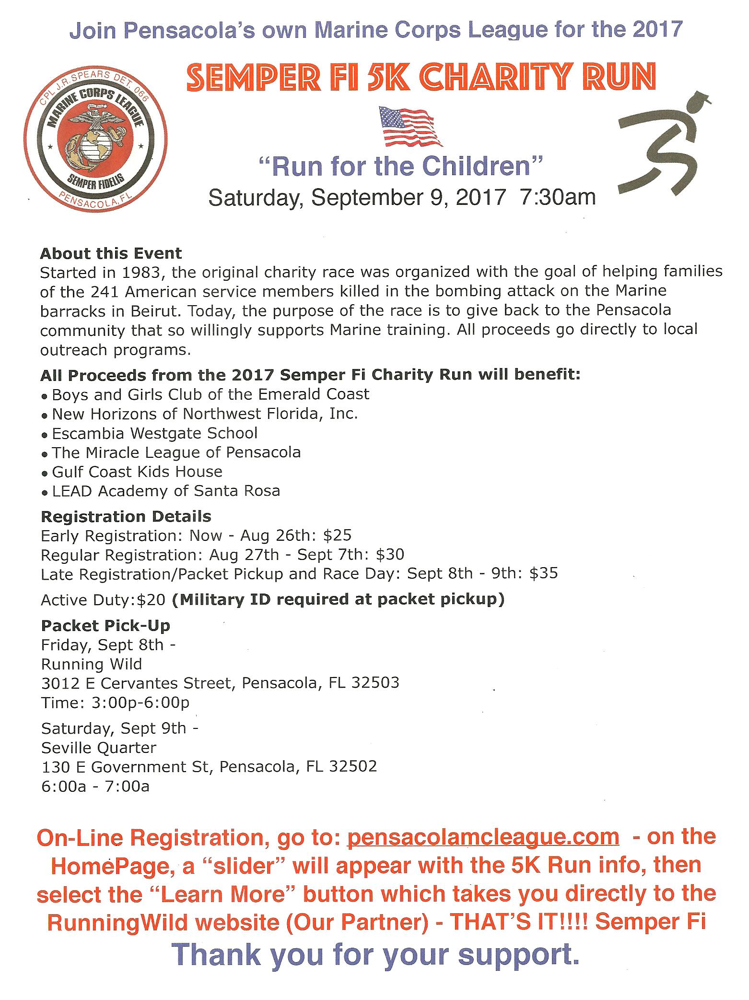 Join Pensacola's own Marine Corps League for the 2017
SEMPER FI 5K CHARITY RUN
CPL J.R. SPEARS DET. 066
MARINE CORPS LEAGUE
SEMPER FIDELIS
PENSACOLA, FL
“Run for the Children”
Saturday, September 9, 2017 7:30am
About this Event
Started in 1983, the original charity race was organized with the goal of helping families
of the 241 American service members killed in the bombing attack on the Marine
barracks in Beirut. Today, the purpose of the race is to give back to the Pensacola
community that so willingly supports Marine training. All proceeds go directly to local
outreach programs.
All Proceeds from the 2017 Semper Fi Charity Run will benefit:
• Boys and Girls Club of the Emerald Coast
• New Horizons of Northwest Florida, Inc.
• Escambia Westgate School
• The Miracle League of Pensacola
• Gulf Coast Kids House
• LEAD Academy of Santa Rosa
Registration Details
Early Registration: Now - Aug 26th: $25
Regular Registration: Aug 27th - Sept 7th: $30
Late Registration/Packet Pickup and Race Day: Sept 8th - 9th: $35
Active Duty:$20 (Military ID required at packet pickup)
Packet Pick-Up
Friday, Sept 8th -
Running Wild
3012 E Cervantes Street, Pensacola, FL 32503
Time: 3:00p-6:00p
Saturday, Sept 9th -
Seville Quarter
130 E Government St, Pensacola, FL 32502
6:00a - 7:00a
On-Line Registration, go to: pensacolamcleague.com - on the
HomePage, a “slider” will appear with the 5K Run info, then
select the “Learn More” button which takes you directly to the
RunningWild website (Our Partner) - THAT'S IT!!!! Semper Fi
Thank you for your support.